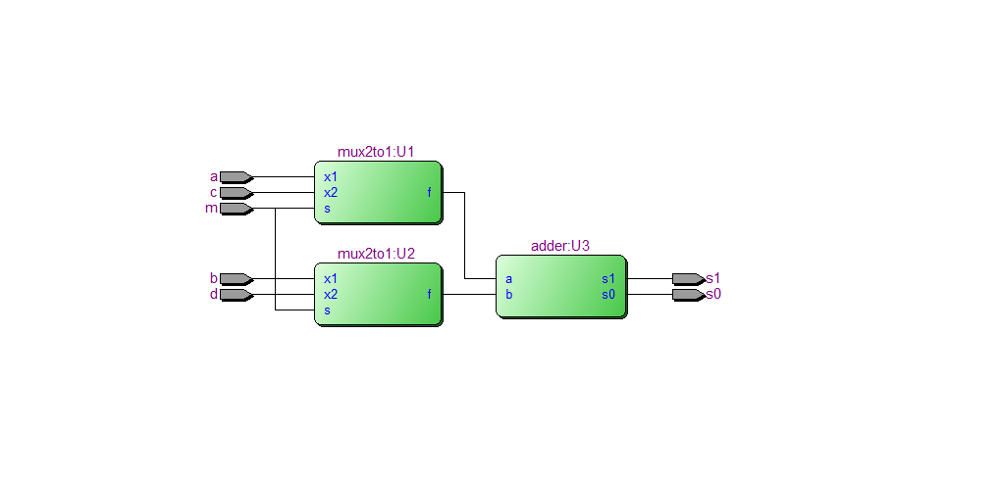 mux2to1:U1
a x1
c x2 f
m s
mux2to1:U2
b x1
d x2 f
s
adder:U3
a s1 s1
b s0 s0